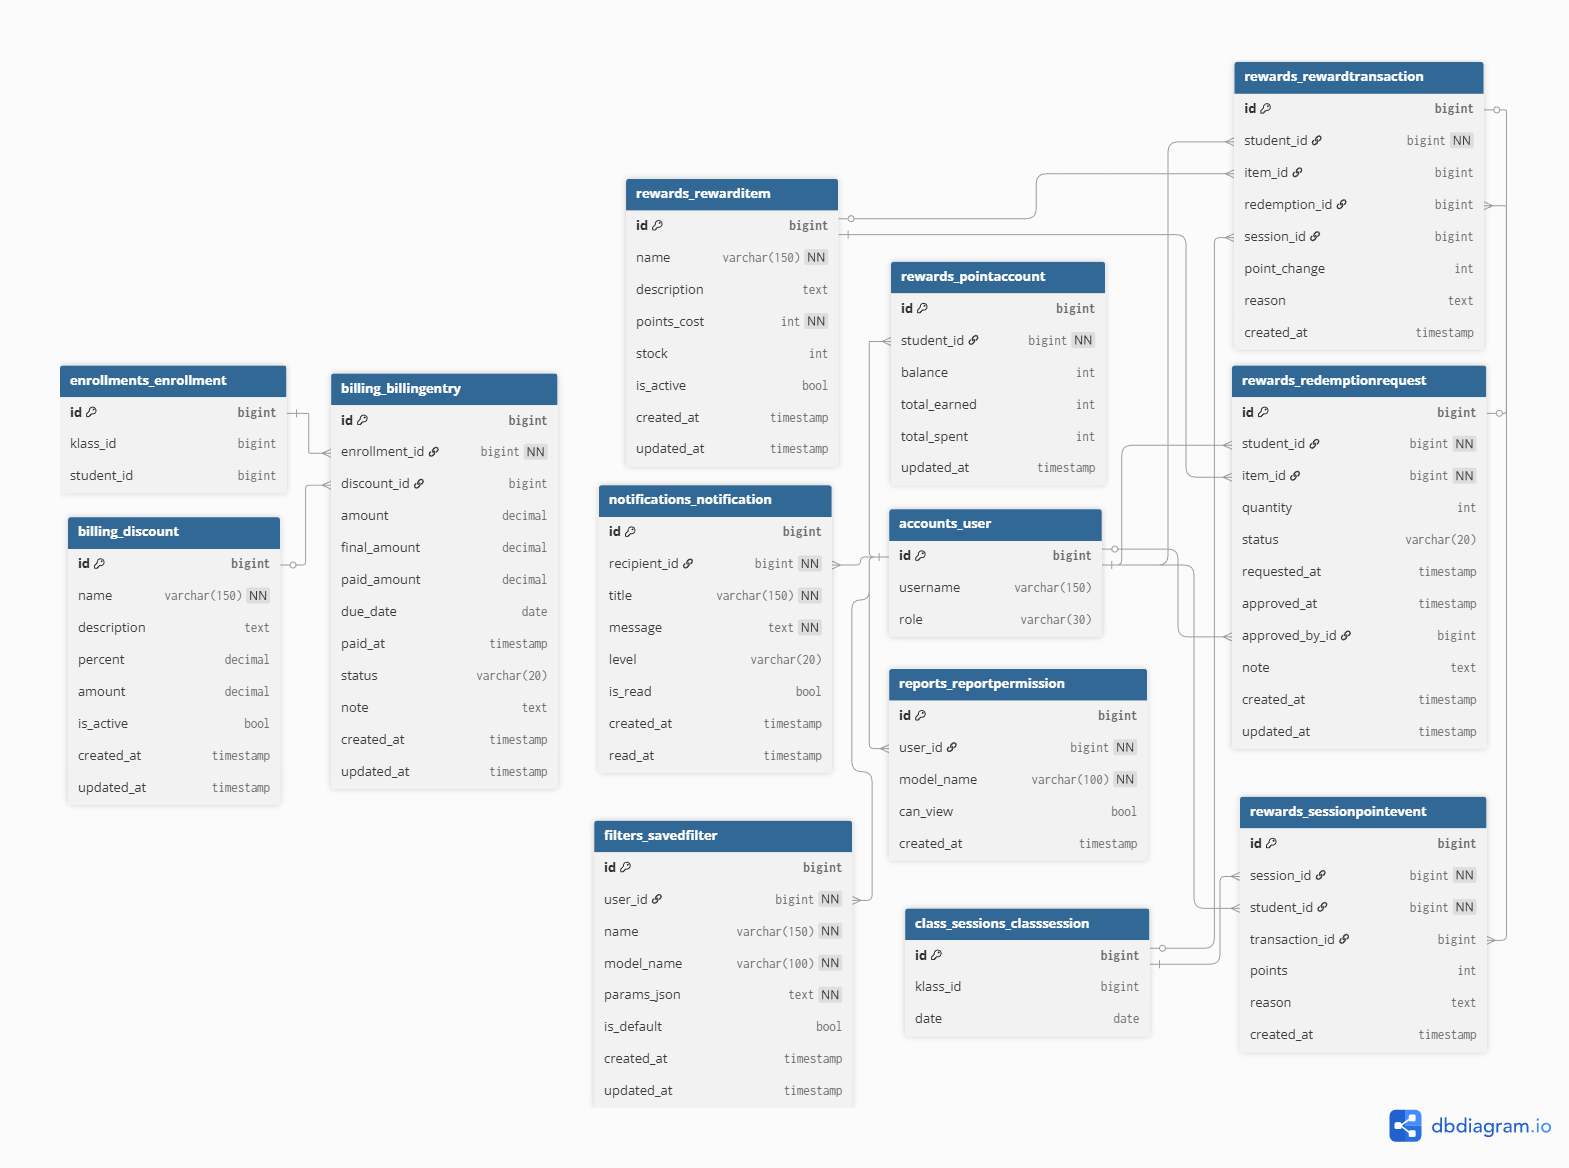 rewards_rewardtransaction
id bigint
student_id bigint NN
item_id bigint
redemption_id bigint
session_id bigint
point_change int
reason text
created_at timestamp
rewards_rewarditem
id bigint
name varchar(150) NN
description text
points_cost int NN
stock int
is_active bool
created_at timestamp
updated_at timestamp
rewards_pointaccount
id bigint
student_id bigint NN
balance int
total_earned int
total_spent int
updated_at timestamp
enrollments_enrollment
id bigint
klass_id bigint
student_id bigint
billing_billingentry
id bigint
enrollment_id bigint NN
discount_id bigint
amount decimal
final_amount decimal
paid_amount decimal
due_date date
paid_at timestamp
status varchar(20)
note text
created_at timestamp
updated_at timestamp
rewards_redemptionrequest
id bigint
student_id bigint NN
item_id bigint NN
quantity int
status varchar(20)
requested_at timestamp
approved_at timestamp
approved_by_id bigint
note text
created_at timestamp
updated_at timestamp
billing_discount
id bigint
name varchar(150) NN
description text
percent decimal
amount decimal
is_active bool
created_at timestamp
updated_at timestamp
notifications_notification
id bigint
recipient_id bigint NN
title varchar(150) NN
message text NN
level varchar(20)
is_read bool
created_at timestamp
read_at timestamp
accounts_user
id bigint
username varchar(150)
role varchar(30)
reports_reportpermission
id bigint
user_id bigint NN
model_name varchar(100) NN
can_view bool
created_at timestamp
filters_savedfilter
id bigint
user_id bigint NN
name varchar(150) NN
model_name varchar(100) NN
params_json text NN
is_default bool
created_at timestamp
updated_at timestamp
class_sessions_classsession
id bigint
klass_id bigint
date date
rewards_sessionpointevent
id bigint
session_id bigint NN
student_id bigint NN
transaction_id bigint
points int
reason text
created_at timestamp
dbdiagram.io